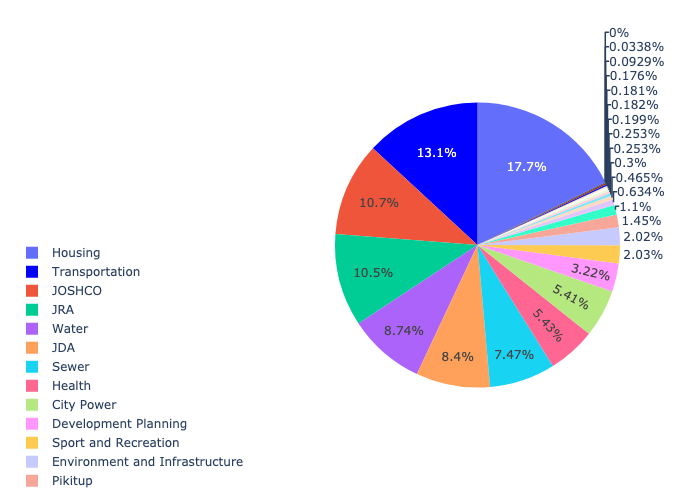 0%
0.0338%
0.0929%
0.176%
0.181%
0.182%
0.199%
0.253%
0.253%
0.3%
0.465%
0.634%
1.1%
1.45%
2.02%
2.03%
3.22%
5.41%
5.43%
7.47%
8.4%
8.74%
10.5%
10.7%
13.1%
17.7%
Housing
Transportation
JOSHCO
JRA
Water
JDA
Sewer
Health
City Power
Development Planning
Sport and Recreation
Environment and Infrastructure
Pikitup